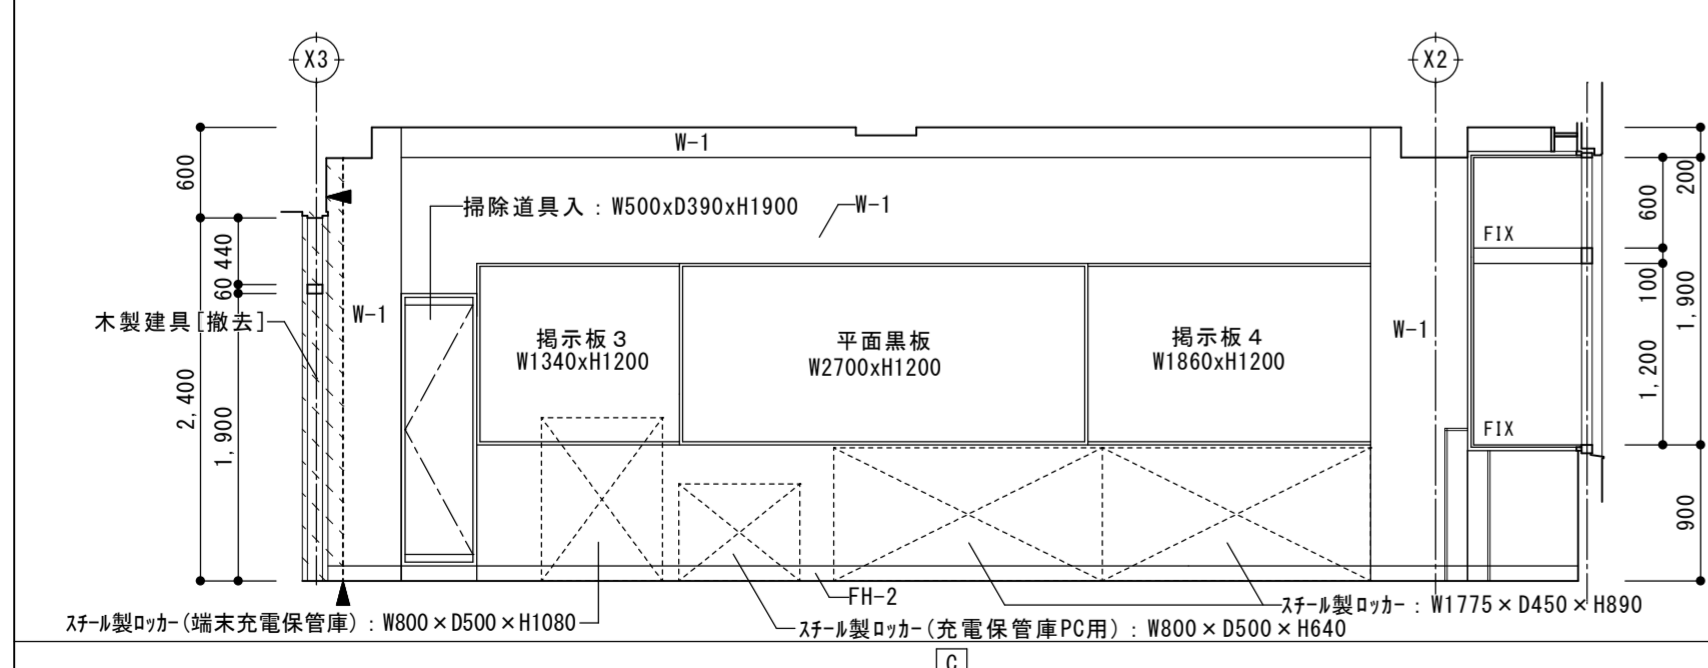 X3
X2
W-1
600
200
掃除道具入：W500xD390xH1900
W-1
600
440
FIX
60
100
1,900
木製建具[撤去]
W-1
掲示板３
W1340xH1200
平面黒板
W2700xH1200
掲示板４
W1860xH1200
W-1
1,200
2,400
1,900
FIX
900
FH-2
スチール製ロッカー(端末充電保管庫)：W800×D500×H1080
スチール製ロッカー(充電保管庫PC用)：W800×D500×H640
スチール製ロッカー：W1775×D450×H890
C